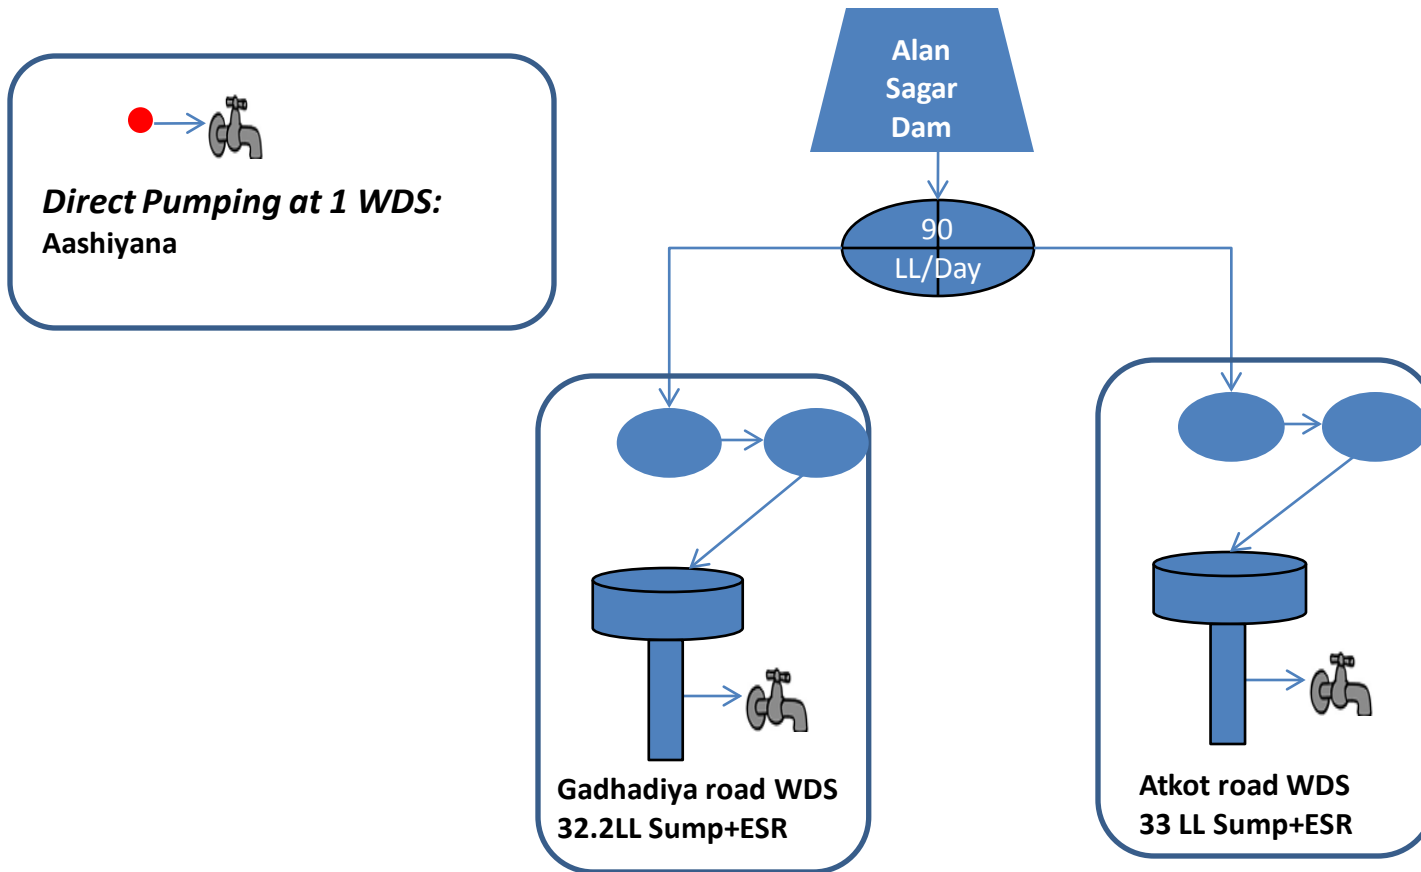 Alan
Sagar
Dam
Direct Pumping at 1 WDS:
Aashiyana
90
LL/Day
Gadhadiya road WDS
32.2LL Sump+ESR
Atkot road WDS
33 LL Sump+ESR